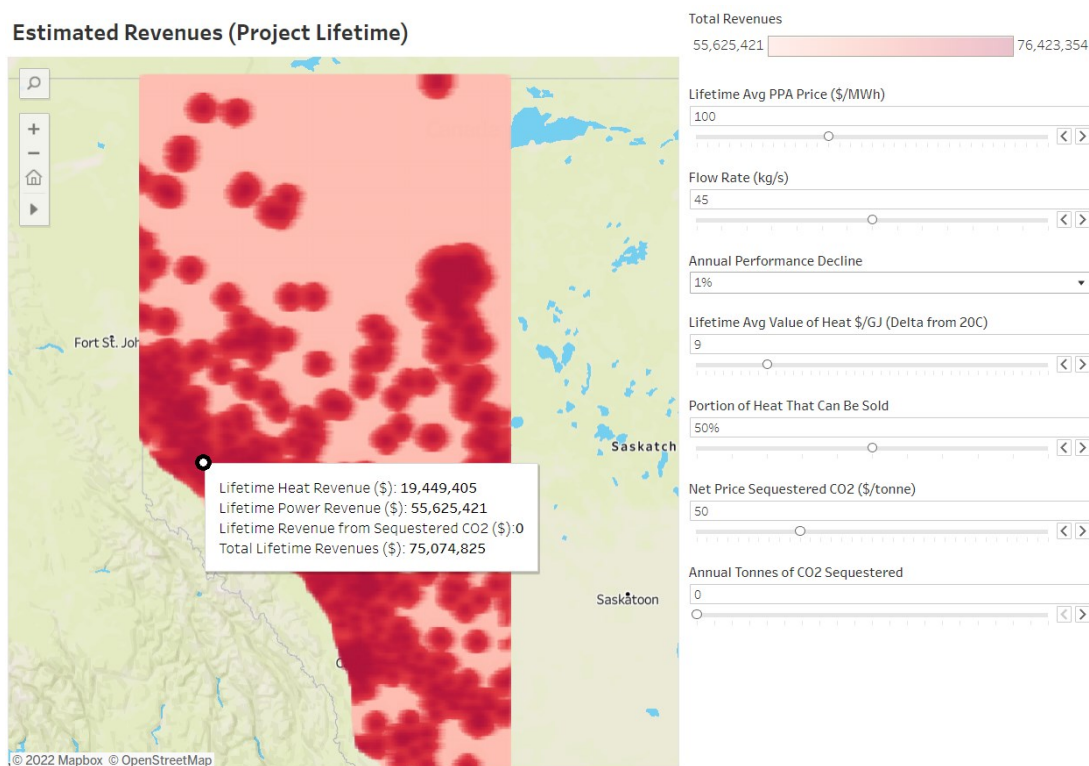 Estimated Revenues (Project Lifetime)
Total Revenues
55,625,421 76,423,354
Lifetime Avg PPA Price ($/MWh)
100
Flow Rate (kg/s)
45
Annual Performance Decline
1%
Lifetime Avg Value of Heat $/GJ (Delta from 20C)
9
Portion of Heat That Can Be Sold
50%
Net Price Sequestered CO2 ($/tonne)
50
Annual Tonnes of CO2 Sequestered
0
Fort St. Joh
Saskatch
Lifetime Heat Revenue ($): 19,449,405
Lifetime Power Revenue ($): 55,625,421
Lifetime Revenue from Sequestered CO2 ($):0
Total Lifetime Revenues ($): 75,074,825
Saskatoon
© 2022 Mapbox © OpenStreetMap